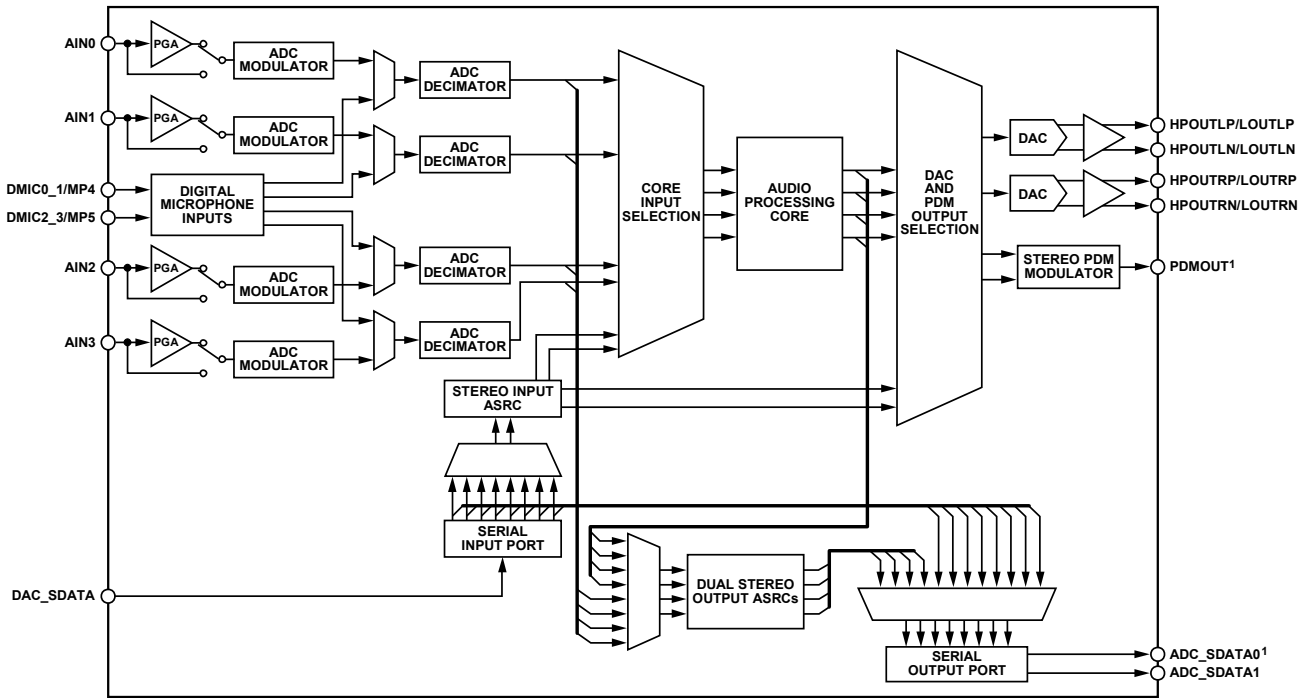 AIN0
PGA
ADC
MODULATOR
ADC
DECIMATOR
AIN1
PGA
ADC
MODULATOR
ADC
DECIMATOR
DMIC0_1/MP4
DMIC2_3/MP5
DIGITAL
MICROPHONE
INPUTS
AIN2
PGA
ADC
MODULATOR
ADC
DECIMATOR
AIN3
PGA
ADC
MODULATOR
ADC
DECIMATOR
CORE
INPUT
SELECTION
AUDIO
PROCESSING
CORE
DAC
AND
PDM
OUTPUT
SELECTION
DAC
HPOUTLP/LOUTLP
HPOUTLN/LOUTLN
DAC
HPOUTRP/LOUTRP
HPOUTRN/LOUTRN
STEREO PDM
MODULATOR
PDMOUT¹
STEREO INPUT
ASRC
SERIAL
INPUT PORT
DAC_SDATA
DUAL STEREO
OUTPUT ASRCs
SERIAL
OUTPUT PORT
ADC_SDATA0¹
ADC_SDATA1